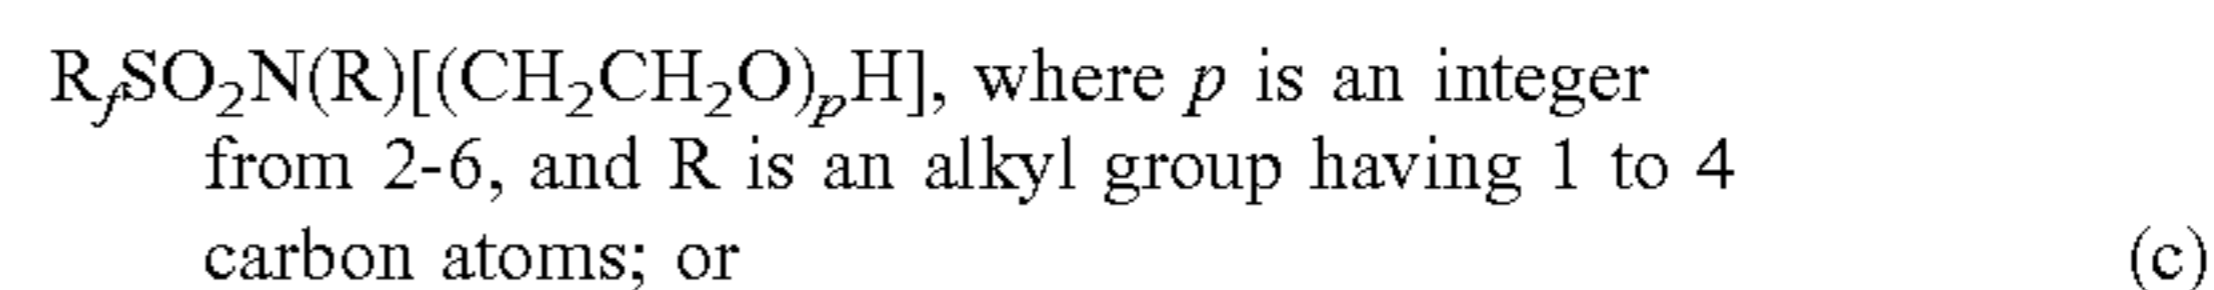 R_fSO₂N(R)[(CH₂CH₂O)ₚH], where p is an integer
from 2-6, and R is an alkyl group having 1 to 4
carbon atoms; or (c)